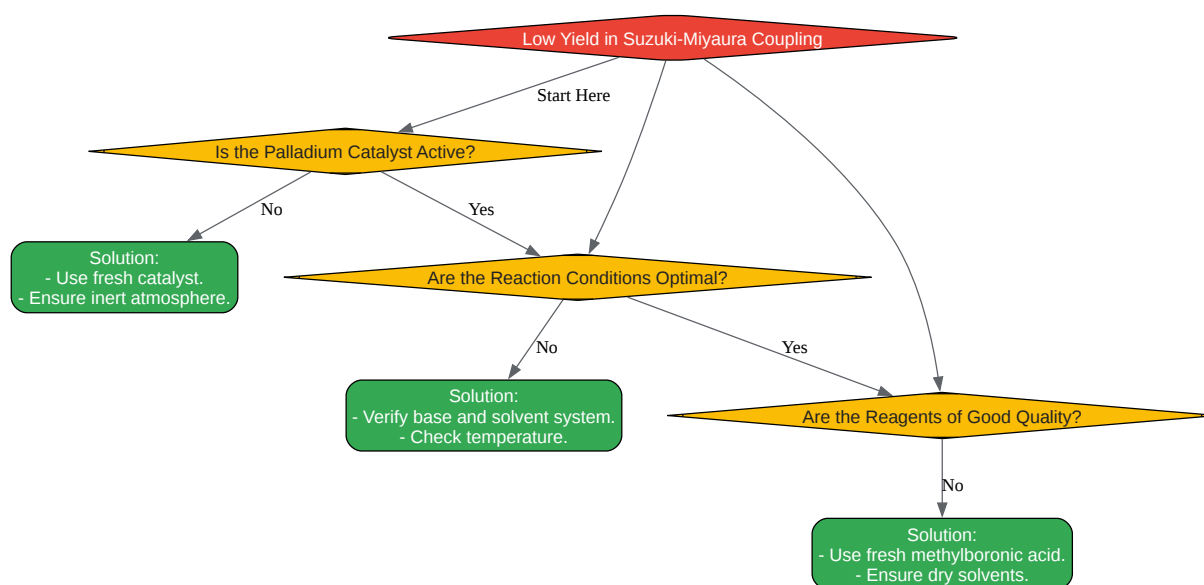 Low Yield in Suzuki-Miyaura Coupling
Start Here
Is the Palladium Catalyst Active?
No
Yes
Solution:
- Use fresh catalyst.
- Ensure inert atmosphere.
Are the Reaction Conditions Optimal?
No
Yes
Solution:
- Verify base and solvent system.
- Check temperature.
Are the Reagents of Good Quality?
No
Solution:
- Use fresh methylboronic acid.
- Ensure dry solvents.